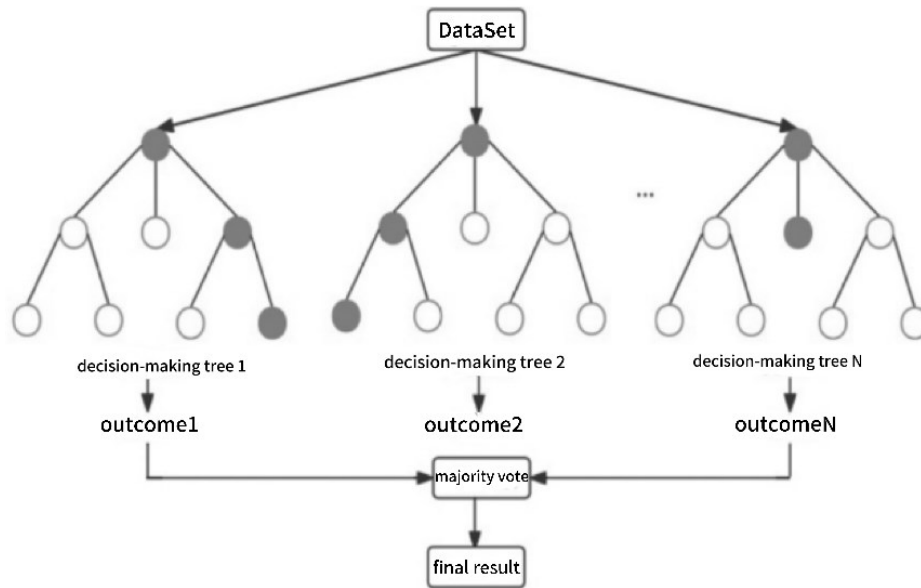 DataSet
...
decision-making tree 1
decision-making tree 2
decision-making tree N
outcome1
outcome2
outcomeN
majority vote
final result